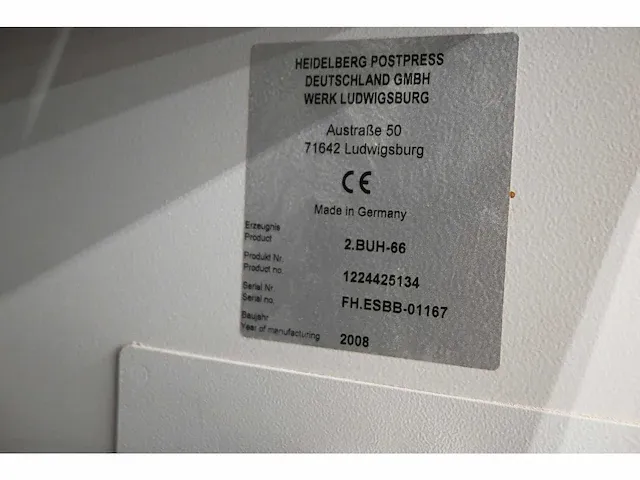 HEIDELBERG POSTPRESS
DEUTSCHLAND GMBH
WERK LUDWIGSBURG
Austraße 50
71642 Ludwigsburg
CE
Made in Germany
Erzeugnis
Product 2.BUH-66
Produkt Nr.
Product no. 1224425134
Serial Nr
Serial no. FH.ESBB-01167
Baujahr
Year of manufacturing 2008